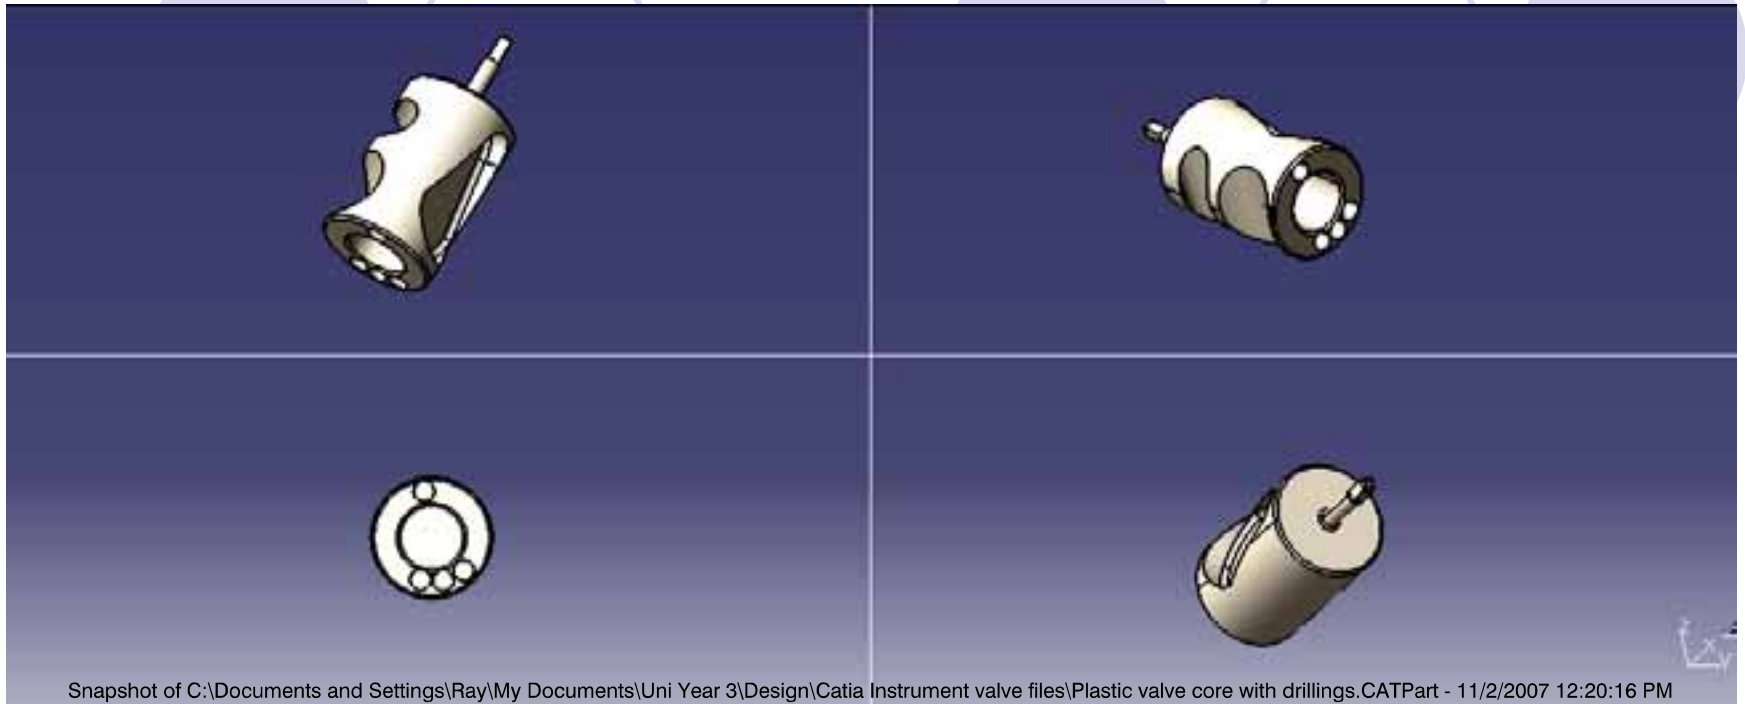 Snapshot of C:\Documents and Settings\Ray\My Documents\Uni Year 3\Design\Catia Instrument valve files\Plastic valve core with drillings.CATPart - 11/2/2007 12:20:16 PM
z
x
y